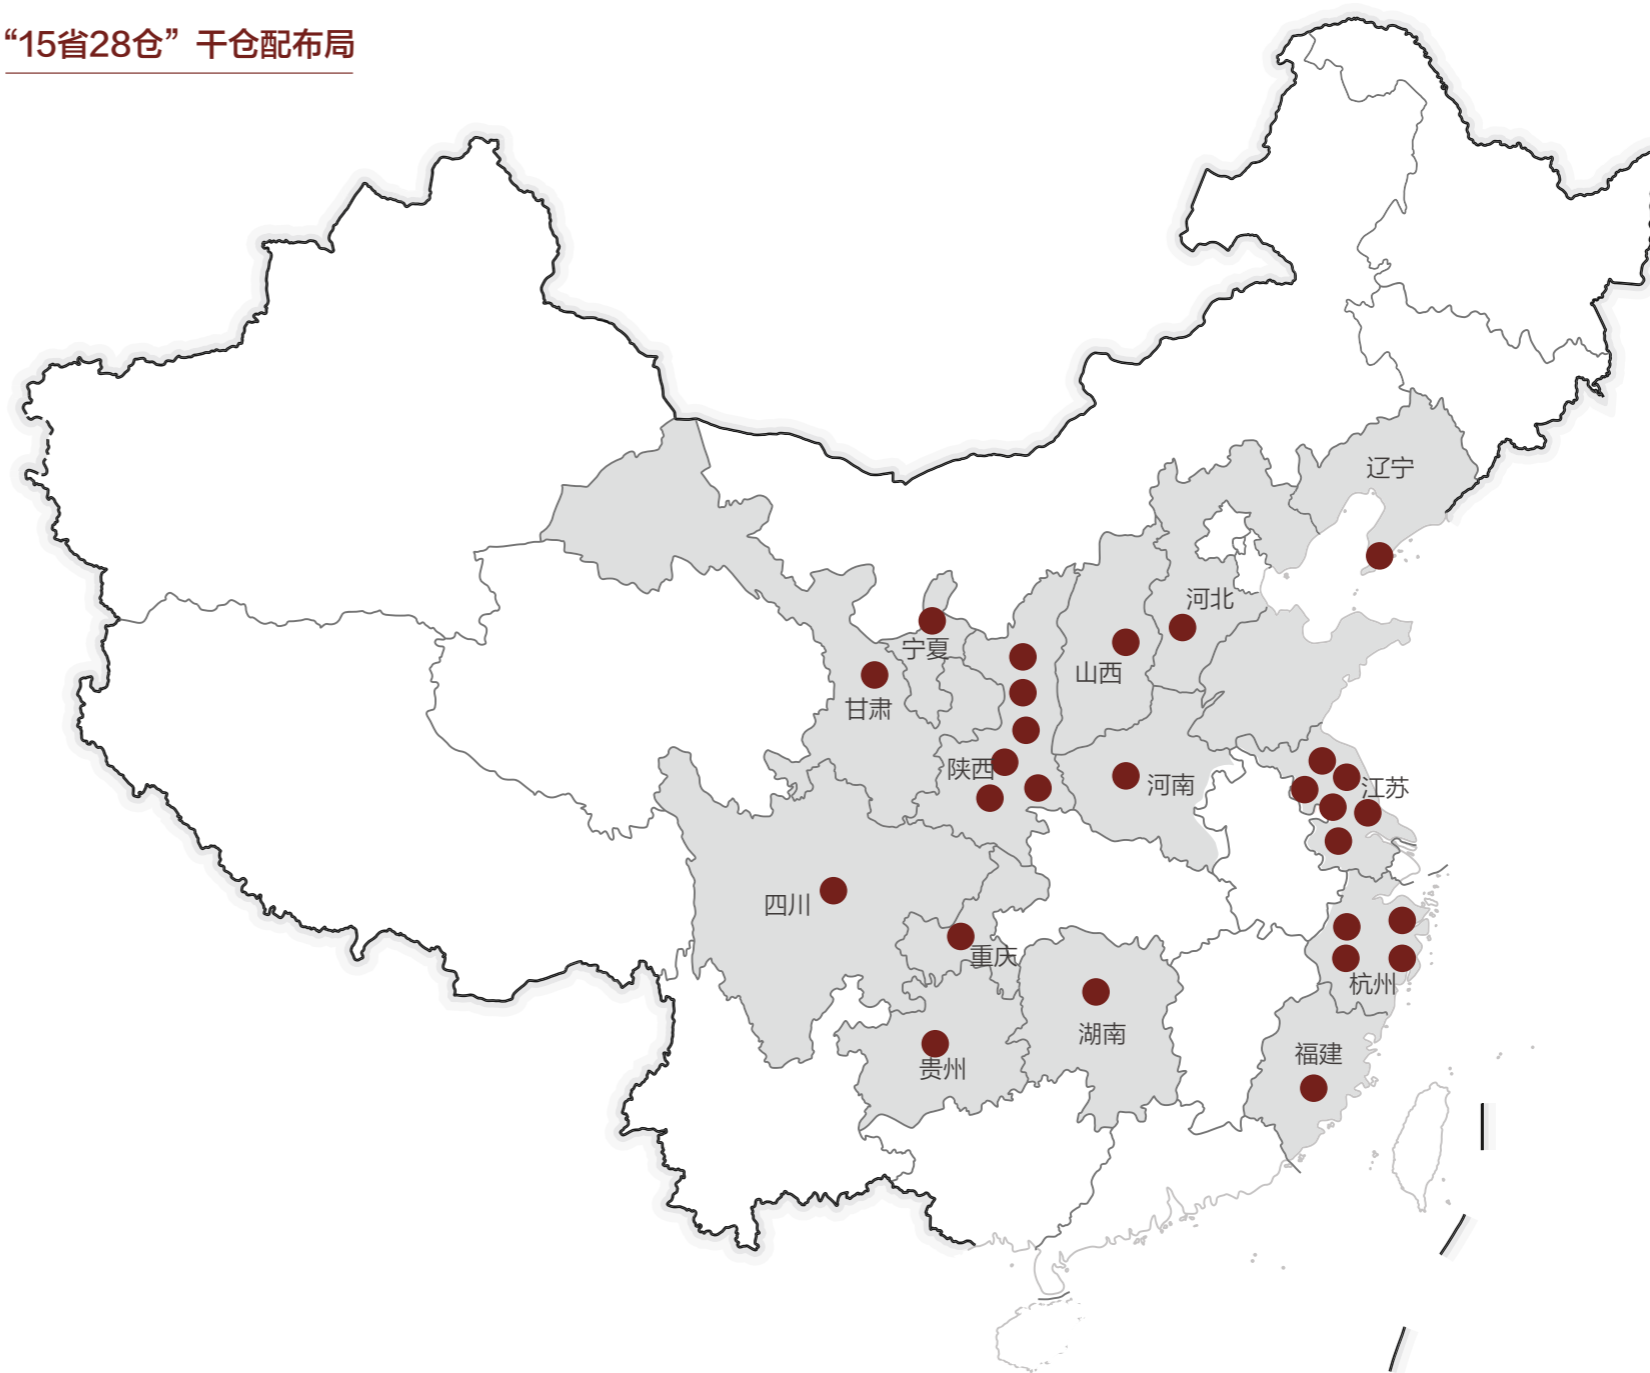 “15省28仓”干仓配布局
辽宁
河北
宁夏
山西
甘肃
陕西
河南
江苏
四川
重庆
杭州
湖南
福建
贵州